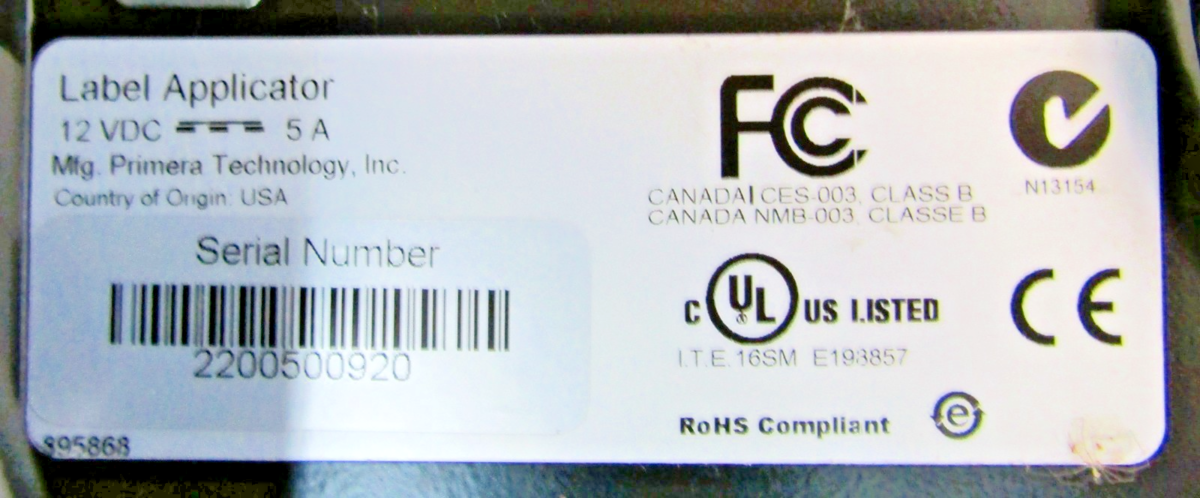 Label Applicator
12 VDC 5 A
Mfg. Primera Technology, Inc.
Country of Origin: USA
Serial Number
2200500920
895868
FCC
CANADA ICES-003, CLASS B
CANADA NMB-003, CLASSE B
N13154
C UL US LISTED
I.T.E. 16SM E193857
CE
RoHS Compliant
e